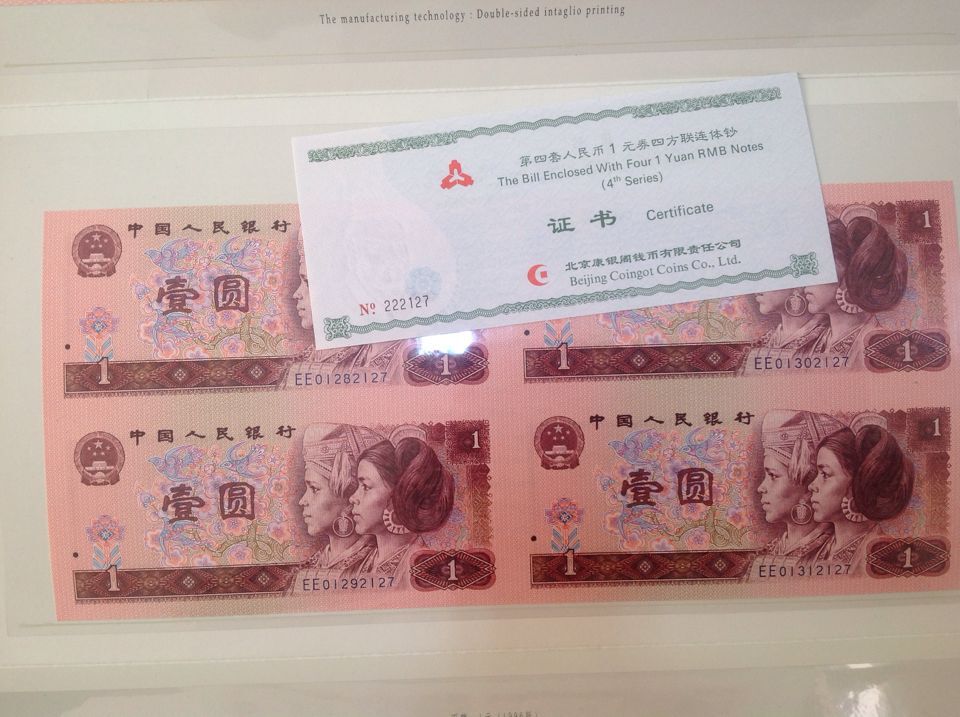 The manufacturing technology : Double-sided intaglio printing
第四套人民币1元券四方联连体钞
The Bill Enclosed With Four 1 Yuan RMB Notes
(4th Series)
证书 Certificate
北京康银阁钱币有限责任公司
Beijing Coingot Coins Co., Ltd.
№ 222127
中国人民银行
壹圆
1
EE01282127
1
1
1
EE01302127
1
中国人民银行
1
壹圆
1
EE01292127
1
中国人民银行
1
壹圆
1
EE01312127
1